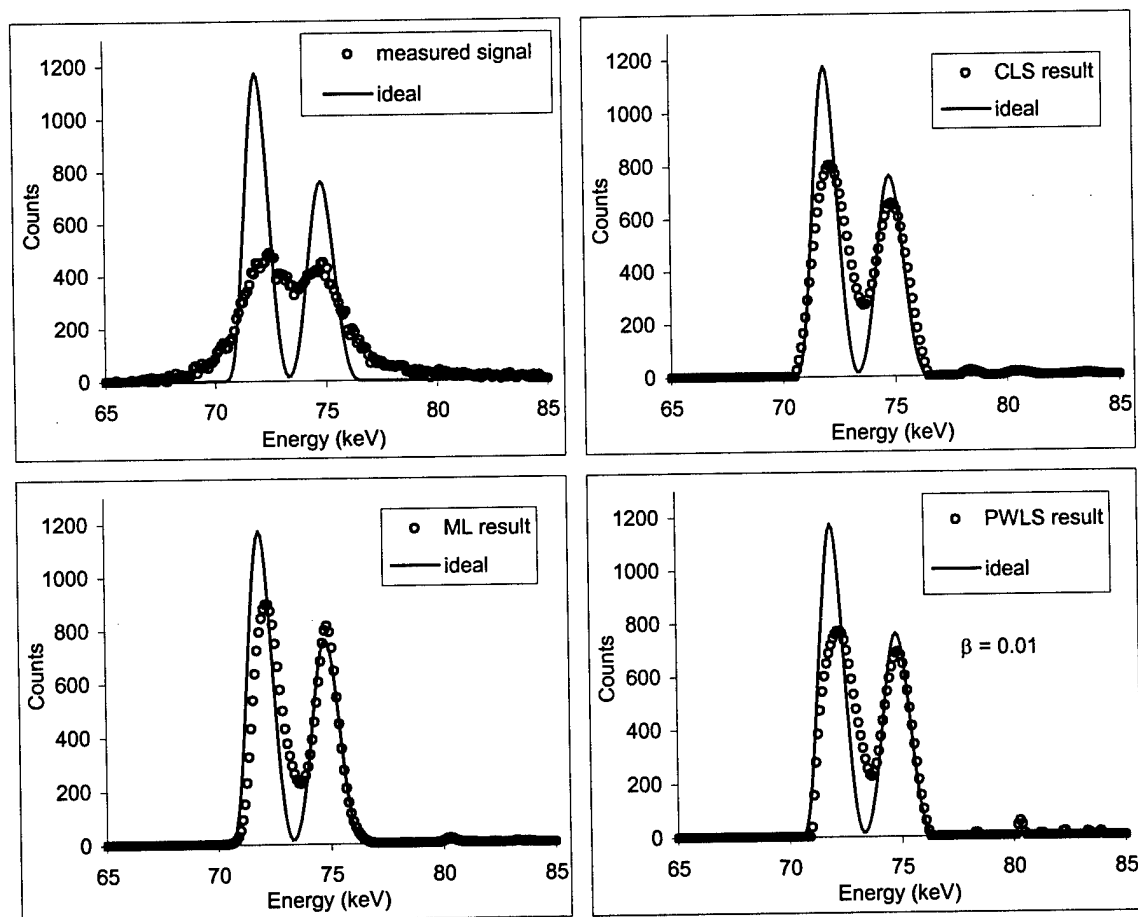 measured signal
ideal
Counts
1200
1000
800
600
400
200
0
65 70 75 80 85
Energy (keV)
CLS result
ideal
Counts
1200
1000
800
600
400
200
0
65 70 75 80 85
Energy (keV)
ML result
ideal
Counts
1200
1000
800
600
400
200
0
65 70 75 80 85
Energy (keV)
PWLS result
ideal
β = 0.01
Counts
1200
1000
800
600
400
200
0
65 70 75 80 85
Energy (keV)